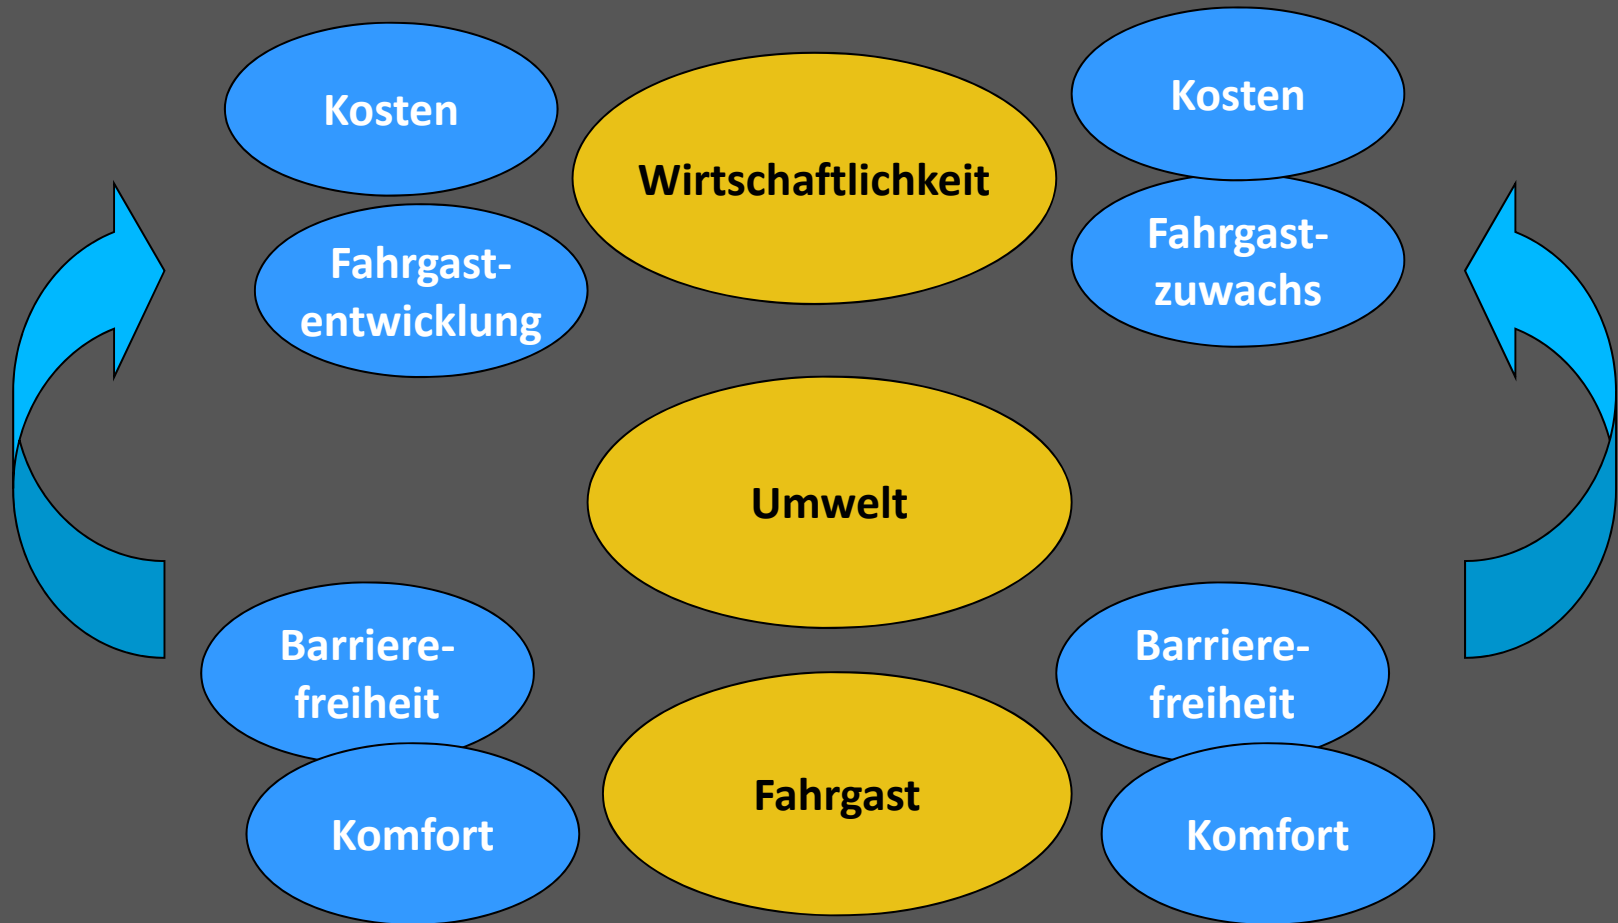 Kosten
Fahrgast-
entwicklung
Wirtschaftlichkeit
Kosten
Fahrgast-
zuwachs
Umwelt
Barriere-
freiheit
Komfort
Fahrgast
Barriere-
freiheit
Komfort